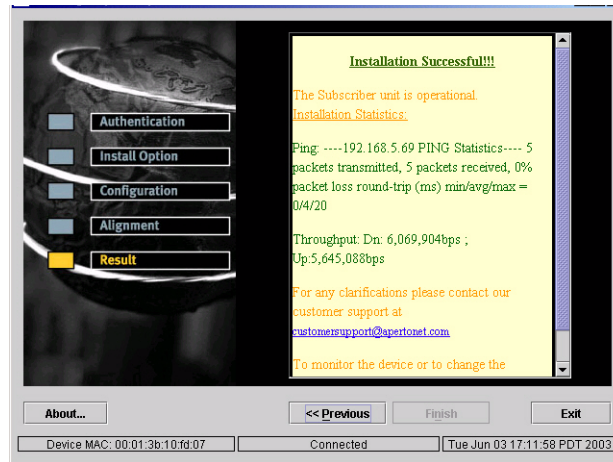 Authentication
Install Option
Configuration
Alignment
Result
Installation Successful!!!
The Subscriber unit is operational.
Installation Statistics:
Ping: ----192.168.5.69 PING Statistics---- 5
packets transmitted, 5 packets received, 0%
packet loss round-trip (ms) min/avg/max =
0/4/20
Throughput: Dn: 6,069,904bps ;
Up:5,645,088bps
For any clarifications please contact our
customer support at
customersupport@apertonet.com
To monitor the device or to change the
About...
<< Previous
Finish
Exit
Device MAC: 00:01:3b:10:fd:07
Connected
Tue Jun 03 17:11:58 PDT 2003